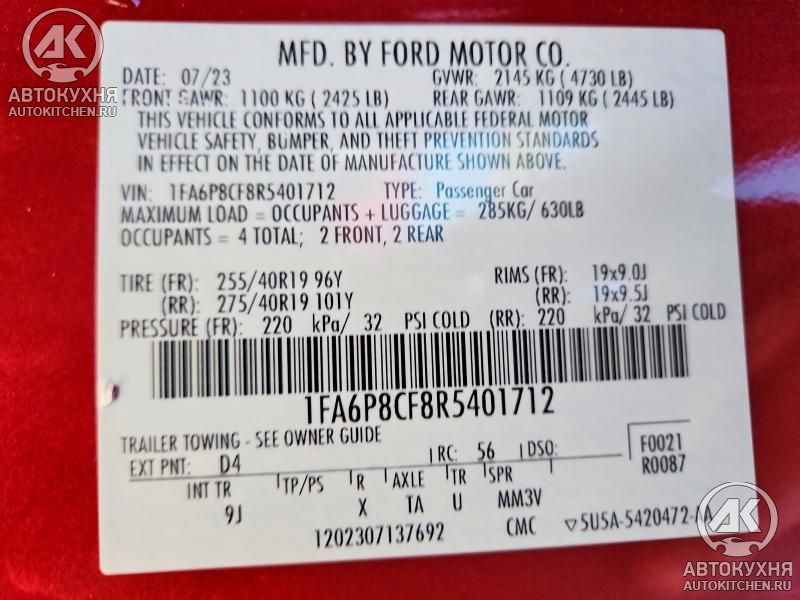 AK
АВТОКУХНЯ
AUTOKITCHEN.RU
MFD. BY FORD MOTOR CO.
DATE: 07/23 GVWR: 2145 KG ( 4730 LB)
FRONT GAWR: 1100 KG ( 2425 LB) REAR GAWR: 1109 KG ( 2445 LB)
THIS VEHICLE CONFORMS TO ALL APPLICABLE FEDERAL MOTOR
VEHICLE SAFETY, BUMPER, AND THEFT PREVENTION STANDARDS
IN EFFECT ON THE DATE OF MANUFACTURE SHOWN ABOVE.
VIN: 1FA6P8CF8R5401712 TYPE: Passenger Car
MAXIMUM LOAD = OCCUPANTS + LUGGAGE = 285KG/ 630LB
OCCUPANTS = 4 TOTAL; 2 FRONT, 2 REAR
TIRE (FR): 255/40R19 96Y RIMS (FR): 19x9.0J
(RR): 275/40R19 101Y (RR): 19x9.5J
PRESSURE (FR): 220 kPa/ 32 PSI COLD (RR): 220 kPa/ 32 PSI COLD
1FA6P8CF8R5401712
TRAILER TOWING - SEE OWNER GUIDE
EXT PNT: D4 RC: 56 DSO: F0021
R0087
INT TR TP/PS R AXLE TR SPR
9J X TA U MM3V
1202307137692 CMC ▽5U5A-5420472-AA
AK
АВТОКУХНЯ
AUTOKITCHEN.RU